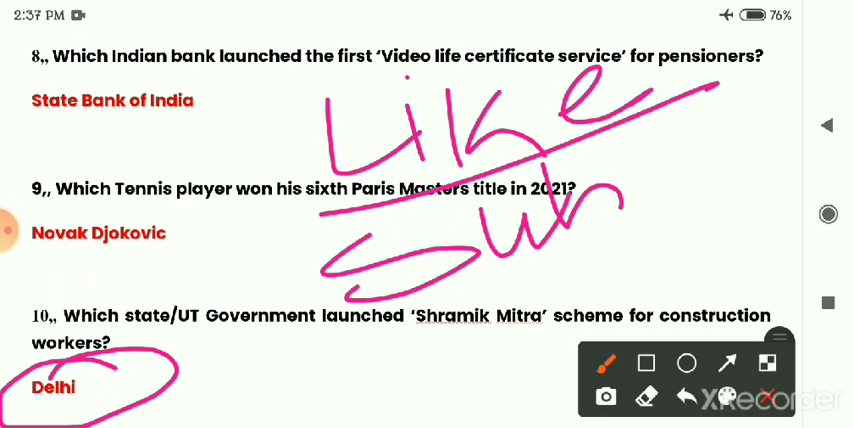 2:37 PM 76%
8,, Which Indian bank launched the first ‘Video life certificate service’ for pensioners?
State Bank of India
Like
9,, Which Tennis player won his sixth Paris Masters title in 2021?
Sub
Novak Djokovic
10,, Which state/UT Government launched ‘Shramik Mitra’ scheme for construction
workers?
Delhi
XRecorder